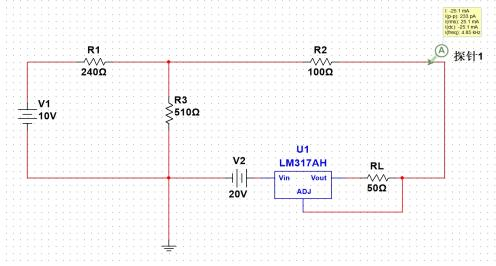 I: -25.1 mA
I(p-p): 233 pA
I(rms): 25.1 mA
I(dc): -25.1 mA
I(freq): 4.85 kHz
A
探针1
R1
240Ω
R2
100Ω
R3
510Ω
V1
10V
U1
LM317AH
V2
20V
Vin
Vout
ADJ
RL
50Ω